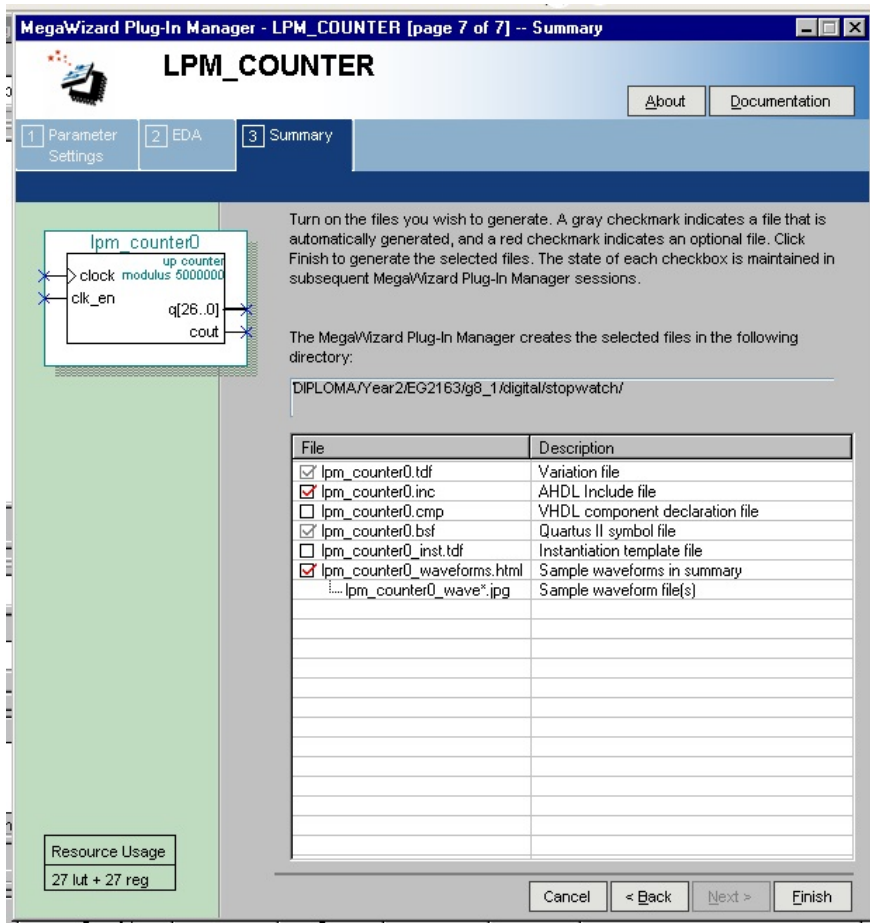 MegaWizard Plug-In Manager - LPM_COUNTER [page 7 of 7] -- Summary
LPM_COUNTER
About
Documentation
1 Parameter Settings
2 EDA
3 Summary
lpm_counter0
up counter
clock modulus 5000000
clk_en
q[26..0]
cout
Turn on the files you wish to generate. A gray checkmark indicates a file that is
automatically generated, and a red checkmark indicates an optional file. Click
Finish to generate the selected files. The state of each checkbox is maintained in
subsequent MegaWizard Plug-In Manager sessions.
The MegaWizard Plug-In Manager creates the selected files in the following
directory:
DIPLOMA/Year2/EG2163/g8_1/digital/stopwatch/
File Description
lpm_counter0.tdf Variation file
lpm_counter0.inc AHDL Include file
lpm_counter0.cmp VHDL component declaration file
lpm_counter0.bsf Quartus II symbol file
lpm_counter0_inst.tdf Instantiation template file
lpm_counter0_waveforms.html Sample waveforms in summary
lpm_counter0_wave*.jpg Sample waveform file(s)
Resource Usage
27 lut + 27 reg
Cancel
< Back
Next >
Finish